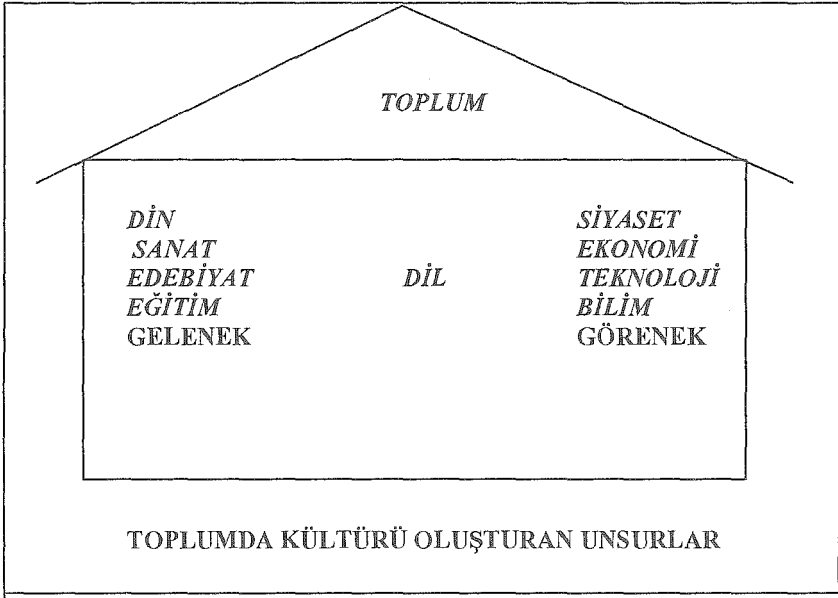 TOPLUM
DİN SİYASET
SANAT EKONOMİ
EDEBİYAT DİL TEKNOLOJİ
EĞİTİM BİLİM
GELENEK GÖRENEK
TOPLUMDA KÜLTÜRÜ OLUŞTURAN UNSURLAR